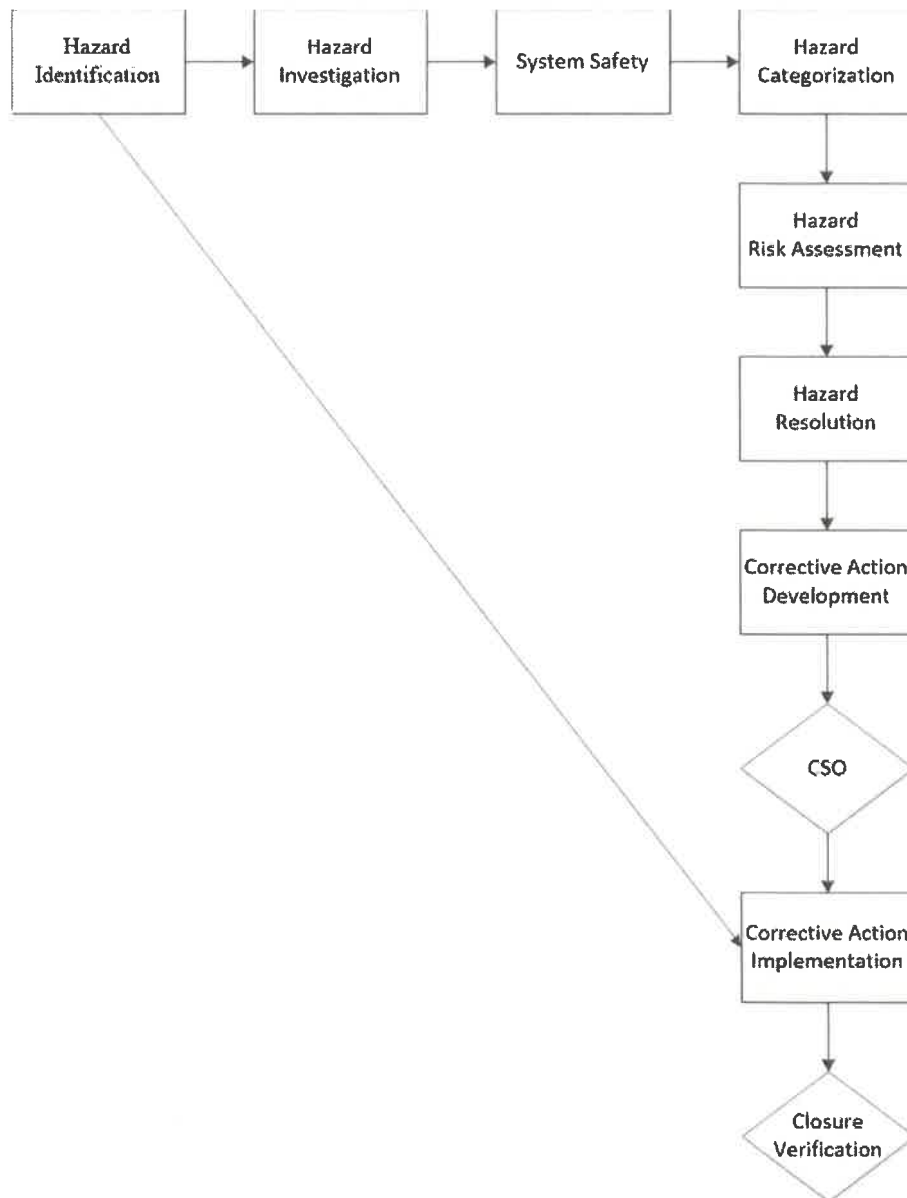 Hazard
Identification
Hazard
Investigation
System Safety
Hazard
Categorization
Hazard
Risk Assessment
Hazard
Resolution
Corrective Action
Development
CSO
Corrective Action
Implementation
Closure
Verification